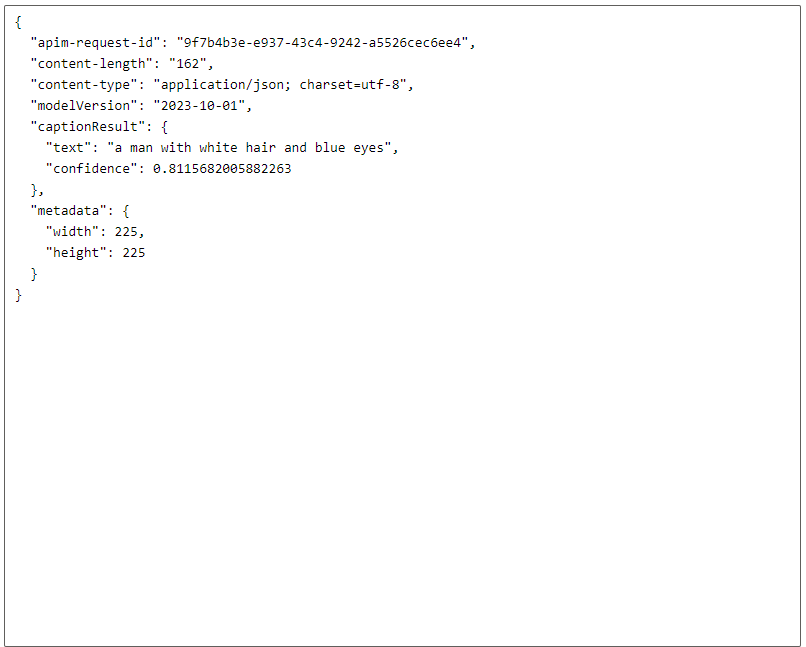 {
  "apim-request-id": "9f7b4b3e-e937-43c4-9242-a5526cec6ee4",
  "content-length": "162",
  "content-type": "application/json; charset=utf-8",
  "modelVersion": "2023-10-01",
  "captionResult": {
    "text": "a man with white hair and blue eyes",
    "confidence": 0.8115682005882263
  },
  "metadata": {
    "width": 225,
    "height": 225
  }
}